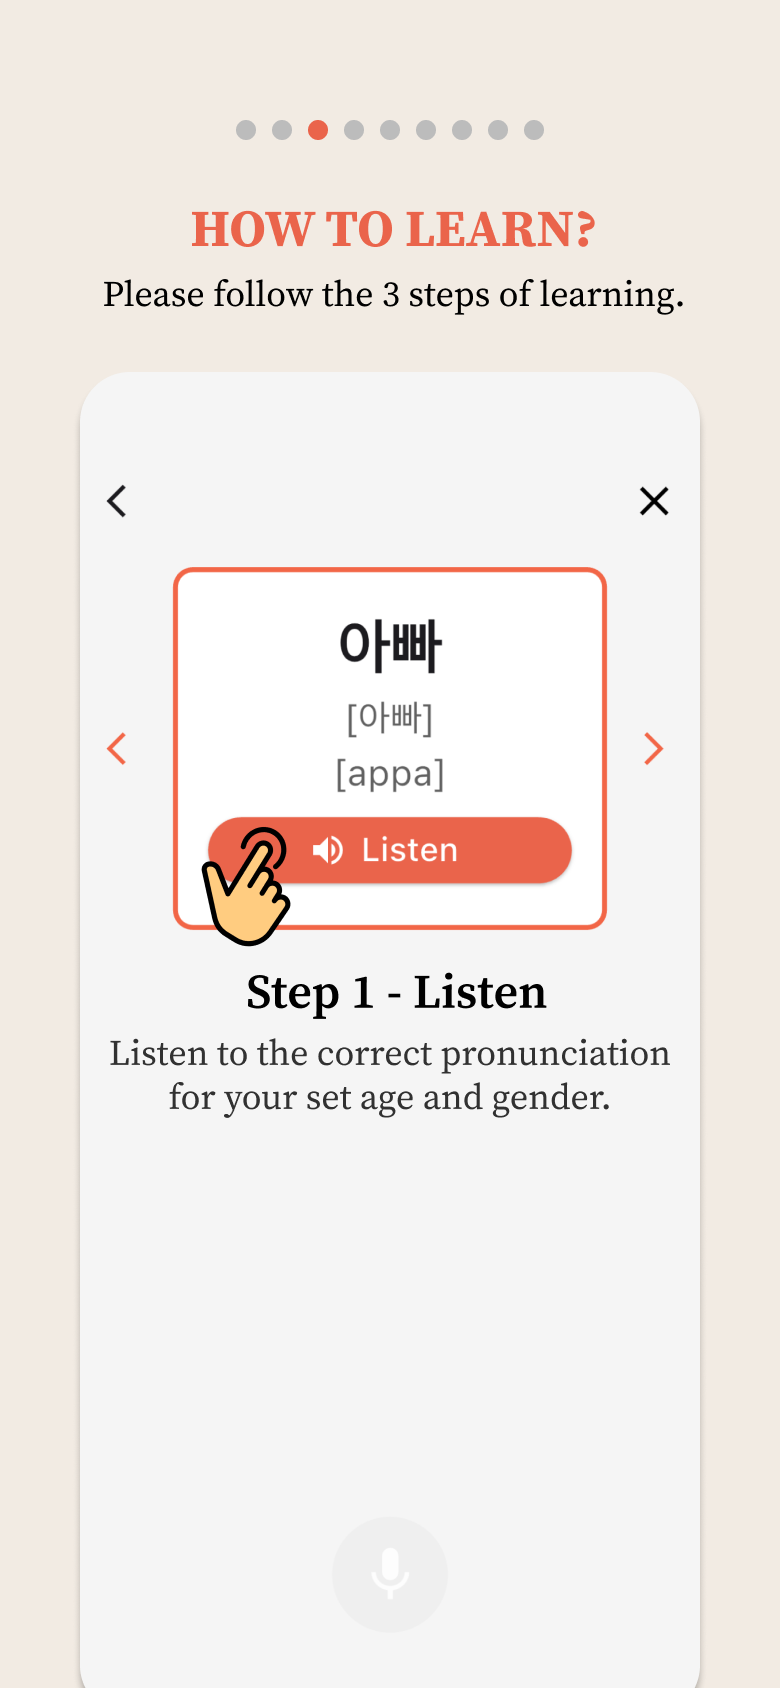 HOW TO LEARN?
Please follow the 3 steps of learning.
아빠
[아빠]
[appa]
Listen
Step 1 - Listen
Listen to the correct pronunciation
for your set age and gender.